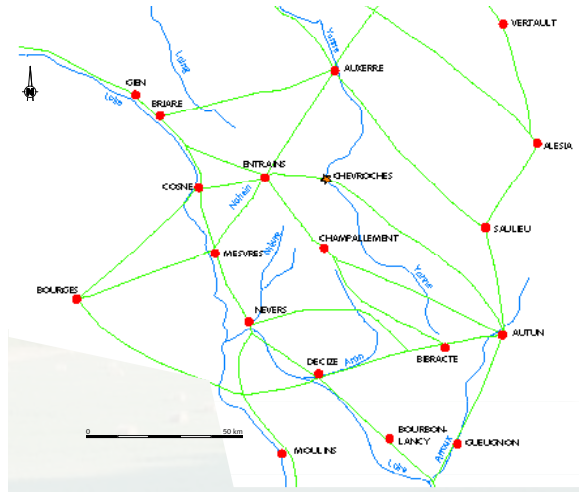 VERTAULT
Yonne
Loing
AUXERRE
GIEN
Loire
BRIARE
ALESIA
ENTRAINS
CHEVROCHES
COSNE
Nohain
SAULIEU
CHAMPALLEMENT
Nièvre
MESVRES
Yonne
BOURGES
NEVERS
AUTUN
Aron
BIBRACTE
DECIZE
BOURBON-
LANCY
GUEUGNON
Arroux
0
50 km
MOULINS
Loire
N